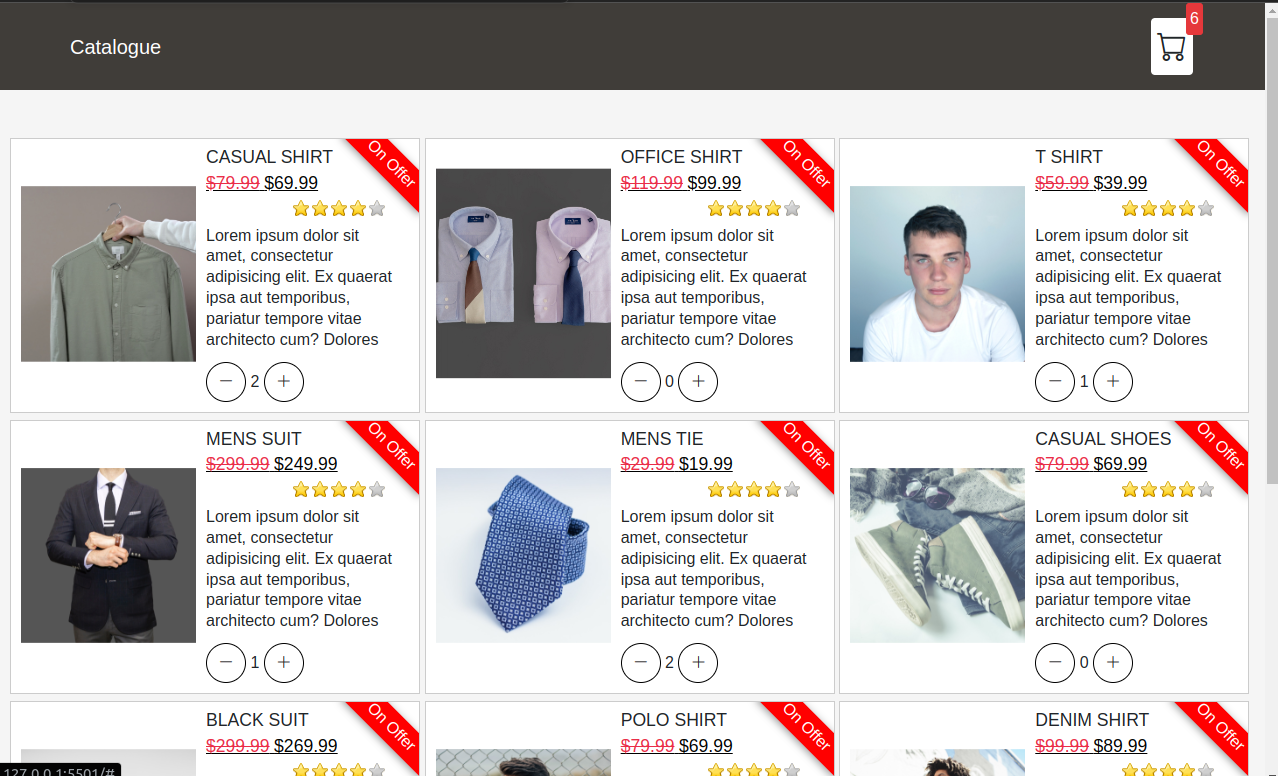 Catalogue
6
CASUAL SHIRT
On Offer
$79.99 $69.99
Lorem ipsum dolor sit
amet, consectetur
adipisicing elit. Ex quaerat
ipsa aut temporibus,
pariatur tempore vitae
architecto cum? Dolores
2
OFFICE SHIRT
On Offer
$119.99 $99.99
Lorem ipsum dolor sit
amet, consectetur
adipisicing elit. Ex quaerat
ipsa aut temporibus,
pariatur tempore vitae
architecto cum? Dolores
0
T SHIRT
On Offer
$59.99 $39.99
Lorem ipsum dolor sit
amet, consectetur
adipisicing elit. Ex quaerat
ipsa aut temporibus,
pariatur tempore vitae
architecto cum? Dolores
1
MENS SUIT
On Offer
$299.99 $249.99
Lorem ipsum dolor sit
amet, consectetur
adipisicing elit. Ex quaerat
ipsa aut temporibus,
pariatur tempore vitae
architecto cum? Dolores
1
MENS TIE
On Offer
$29.99 $19.99
Lorem ipsum dolor sit
amet, consectetur
adipisicing elit. Ex quaerat
ipsa aut temporibus,
pariatur tempore vitae
architecto cum? Dolores
2
CASUAL SHOES
On Offer
$79.99 $69.99
Lorem ipsum dolor sit
amet, consectetur
adipisicing elit. Ex quaerat
ipsa aut temporibus,
pariatur tempore vitae
architecto cum? Dolores
0
BLACK SUIT
On Offer
$299.99 $269.99
POLO SHIRT
On Offer
$79.99 $69.99
DENIM SHIRT
On Offer
$99.99 $89.99
127.0.0.1:5501/#